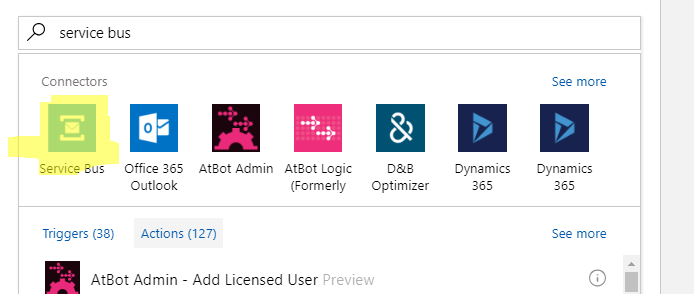 service bus
Connectors
See more
Service Bus
Office 365
Outlook
AtBot Admin
AtBot Logic
(Formerly
D&B
Optimizer
Dynamics
365
Dynamics
365
Triggers (38)
Actions (127)
See more
AtBot Admin - Add Licensed User Preview